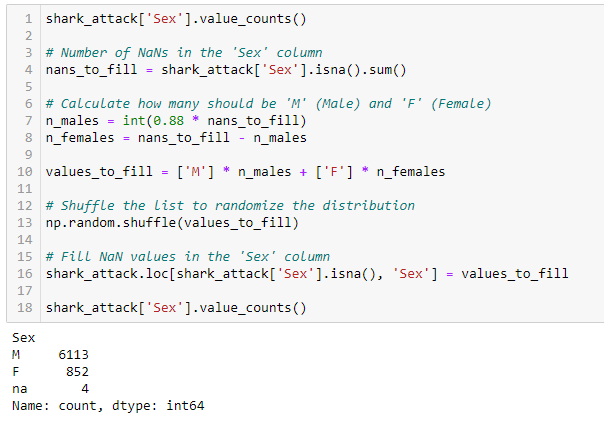 1 shark_attack['Sex'].value_counts()
2
3 # Number of NaNs in the 'Sex' column
4 nans_to_fill = shark_attack['Sex'].isna().sum()
5
6 # Calculate how many should be 'M' (Male) and 'F' (Female)
7 n_males = int(0.88 * nans_to_fill)
8 n_females = nans_to_fill - n_males
9
10 values_to_fill = ['M'] * n_males + ['F'] * n_females
11
12 # Shuffle the list to randomize the distribution
13 np.random.shuffle(values_to_fill)
14
15 # Fill NaN values in the 'Sex' column
16 shark_attack.loc[shark_attack['Sex'].isna(), 'Sex'] = values_to_fill
17
18 shark_attack['Sex'].value_counts()
Sex
M 6113
F 852
na 4
Name: count, dtype: int64